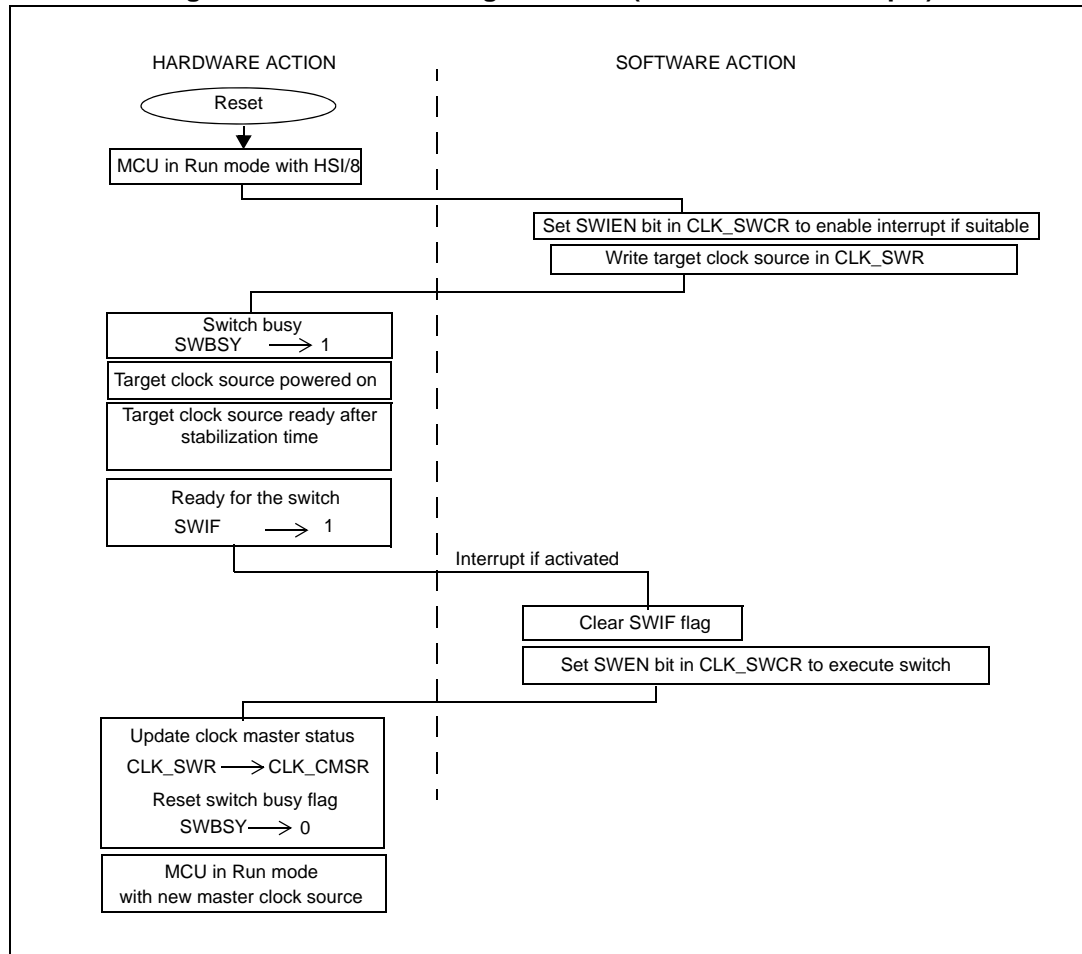 HARDWARE ACTION
SOFTWARE ACTION
Reset
MCU in Run mode with HSI/8
Set SWIEN bit in CLK_SWCR to enable interrupt if suitable
Write target clock source in CLK_SWR
Switch busy
SWBSY → 1
Target clock source powered on
Target clock source ready after
stabilization time
Ready for the switch
SWIF → 1
Interrupt if activated
Clear SWIF flag
Set SWEN bit in CLK_SWCR to execute switch
Update clock master status
CLK_SWR → CLK_CMSR
Reset switch busy flag
SWBSY → 0
MCU in Run mode
with new master clock source